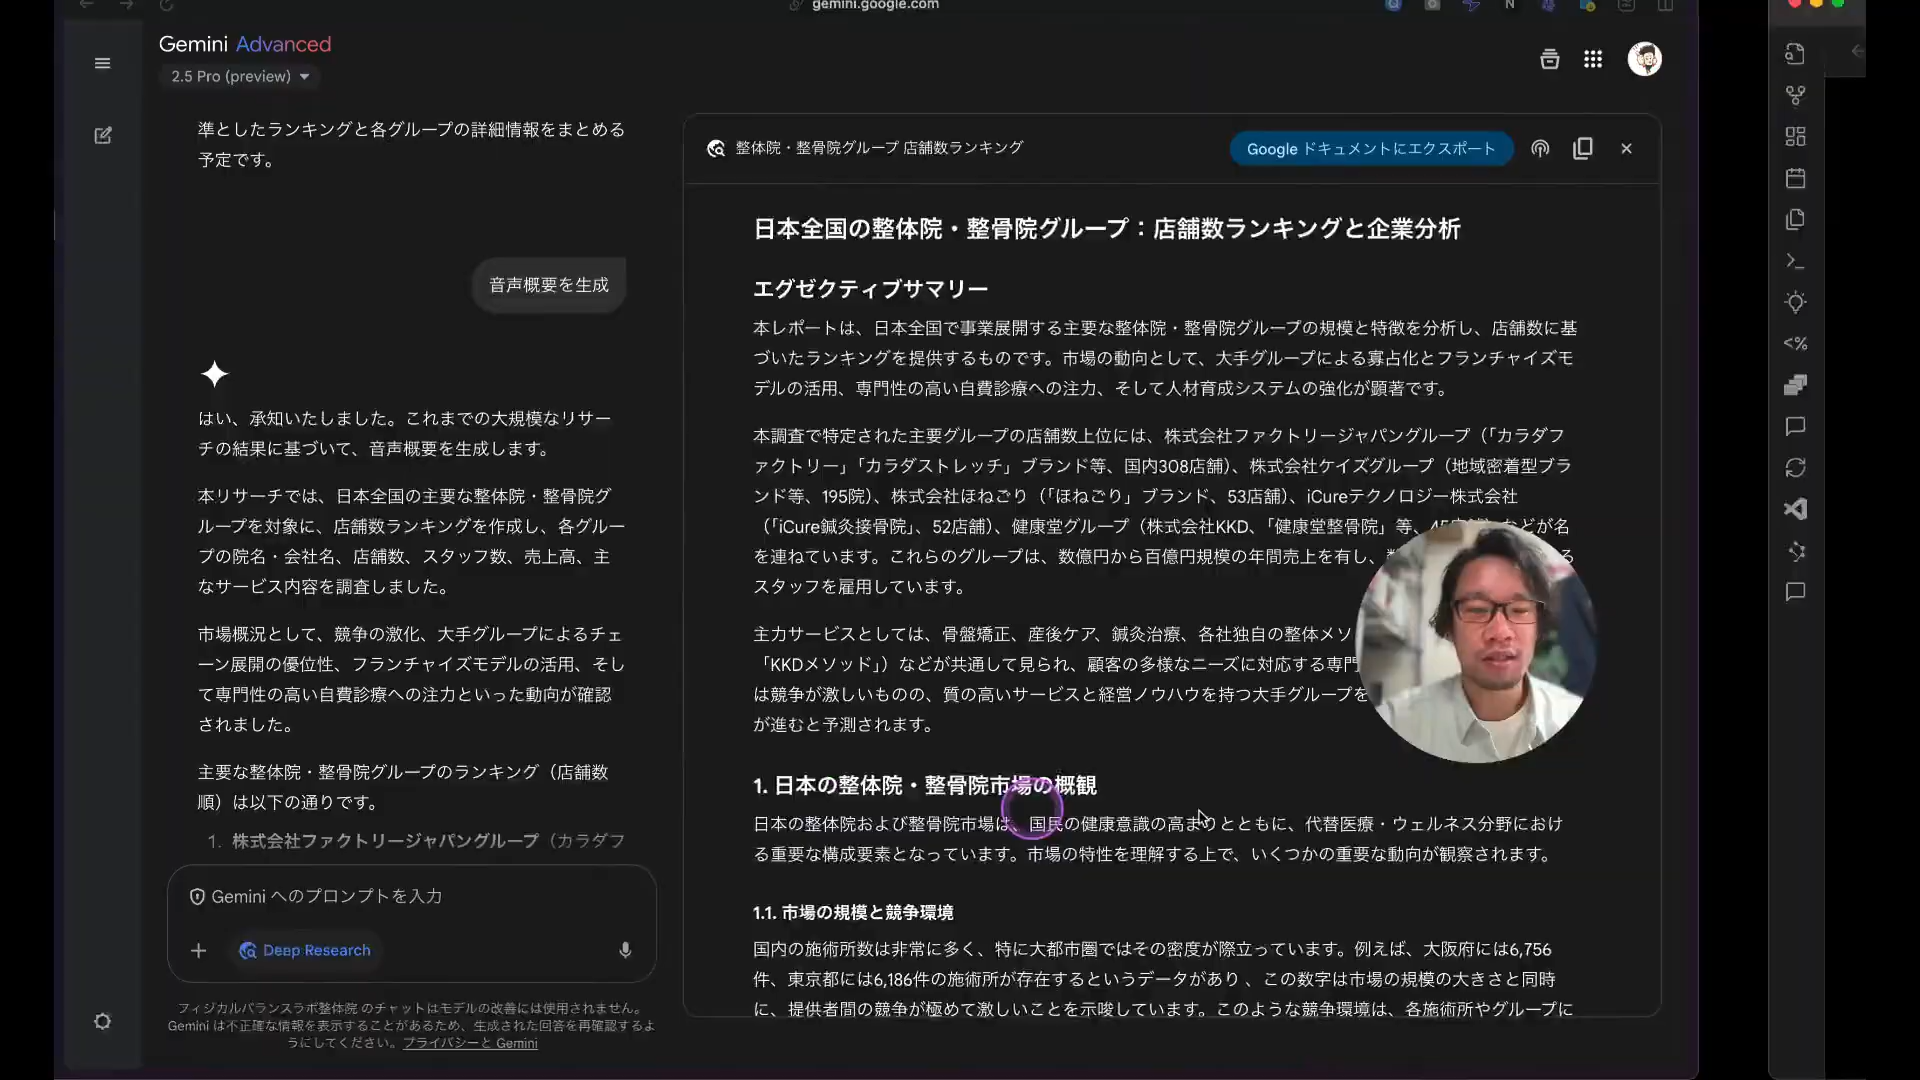 gemini.google.com
Gemini Advanced
2.5 Pro (preview)
準としたランキングと各グループの詳細情報をまとめる
予定です。
音声概要を生成
はい、承知いたしました。これまでの大規模なリサー
チの結果に基づいて、音声概要を生成します。
本リサーチでは、日本全国の主要な整体院・整骨院グ
ループを対象に、店舗数ランキングを作成し、各グルー
プの院名・会社名、店舗数、スタッフ数、売上高、主
なサービス内容を調査しました。
市場概況として、競争の激化、大手グループによるチェ
ーン展開の優位性、フランチャイズモデルの活用、そし
て専門性の高い自費診療への注力といった動向が確認
されました。
主要な整体院・整骨院グループのランキング（店舗数
順）は以下の通りです。
1. 株式会社ファクトリージャパングループ（カラダフ
Gemini へのプロンプトを入力
Deep Research
フィジカルバランスラボ整体院 のチャットはモデルの改善には使用されません。
Gemini は不正確な情報を表示することがあるため、生成された回答を再確認するよ
うにしてください。プライバシーと Gemini
整体院・整骨院グループ 店舗数ランキング
Google ドキュメントにエクスポート
日本全国の整体院・整骨院グループ：店舗数ランキングと企業分析
エグゼクティブサマリー
本レポートは、日本全国で事業展開する主要な整体院・整骨院グループの規模と特徴を分析し、店舗数に基
づいたランキングを提供するものです。市場の動向として、大手グループによる寡占化とフランチャイズモ
デルの活用、専門性の高い自費診療への注力、そして人材育成システムの強化が顕著です。
本調査で特定された主要グループの店舗数上位には、株式会社ファクトリージャパングループ（「カラダフ
ァクトリー」「カラダストレッチ」ブランド等、国内308店舗）、株式会社ケイズグループ（地域密着型ブラ
ンド等、195院）、株式会社ほねごり（「ほねごり」ブランド、53店舗）、iCureテクノロジー株式会社
（「iCure鍼灸接骨院」、52店舗）、健康堂グループ（株式会社KKD、「健康堂整骨院」等、などが名
を連ねています。これらのグループは、数億円から百億円規模の年間売上を有し、
スタッフを雇用しています。
主力サービスとしては、骨盤矯正、産後ケア、鍼灸治療、各社独自の整体メソ
「KKDメソッド」）などが共通して見られ、顧客の多様なニーズに対応する専門
は競争が激しいものの、質の高いサービスと経営ノウハウを持つ大手グループを
が進むと予測されます。
1. 日本の整体院・整骨院市場の概観
日本の整体院および整骨院市場は、国民の健康意識の高まりとともに、代替医療・ウェルネス分野におけ
る重要な構成要素となっています。市場の特性を理解する上で、いくつかの重要な動向が観察されます。
1.1. 市場の規模と競争環境
国内の施術所数は非常に多く、特に大都市圏ではその密度が際立っています。例えば、大阪府には6,756
件、東京都には6,186件の施術所が存在するというデータがあり 、この数字は市場の規模の大きさと同時
に、提供者間の競争が極めて激しいことを示唆しています。このような競争環境は、各施術所やグループに